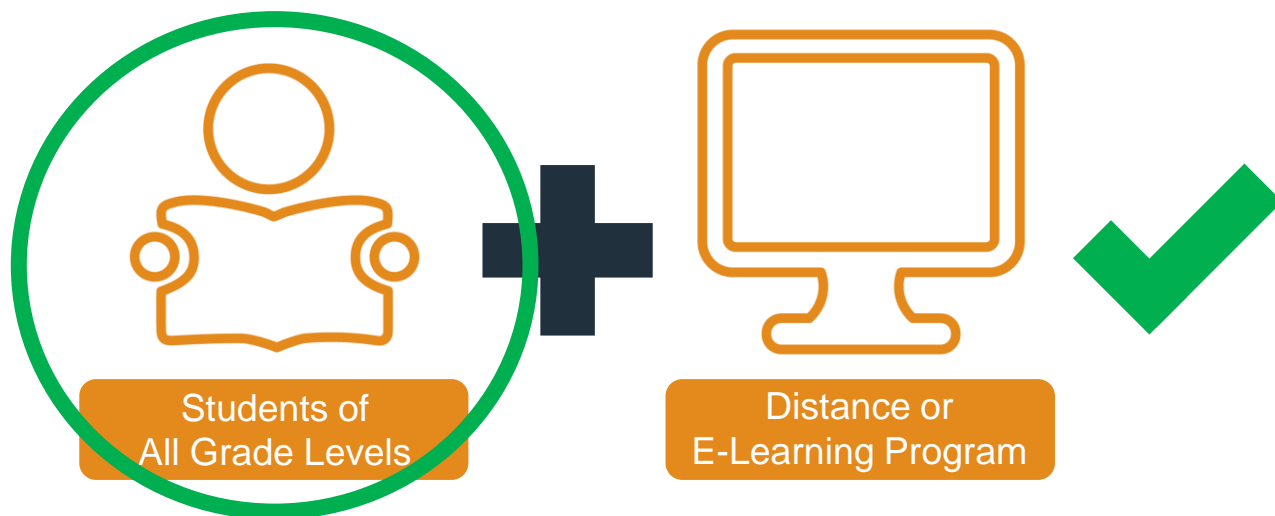 Students of
All Grade Levels
Distance or
E-Learning Program